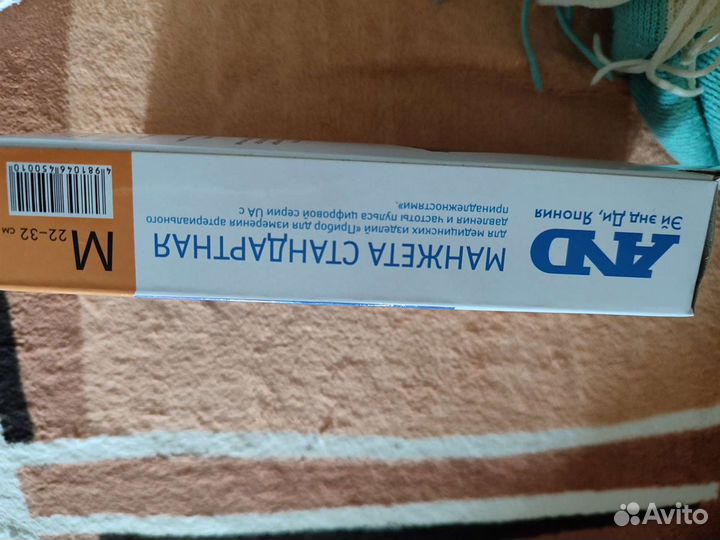 AND
Эй энд Ди, Япония
МАНЖЕТА СТАНДАРТНАЯ
для медицинских изделий «Прибор для измерения артериального
давления и частоты пульса цифровой серии UA с
принадлежностями».
M
22–32 см
4981046450010
Avito